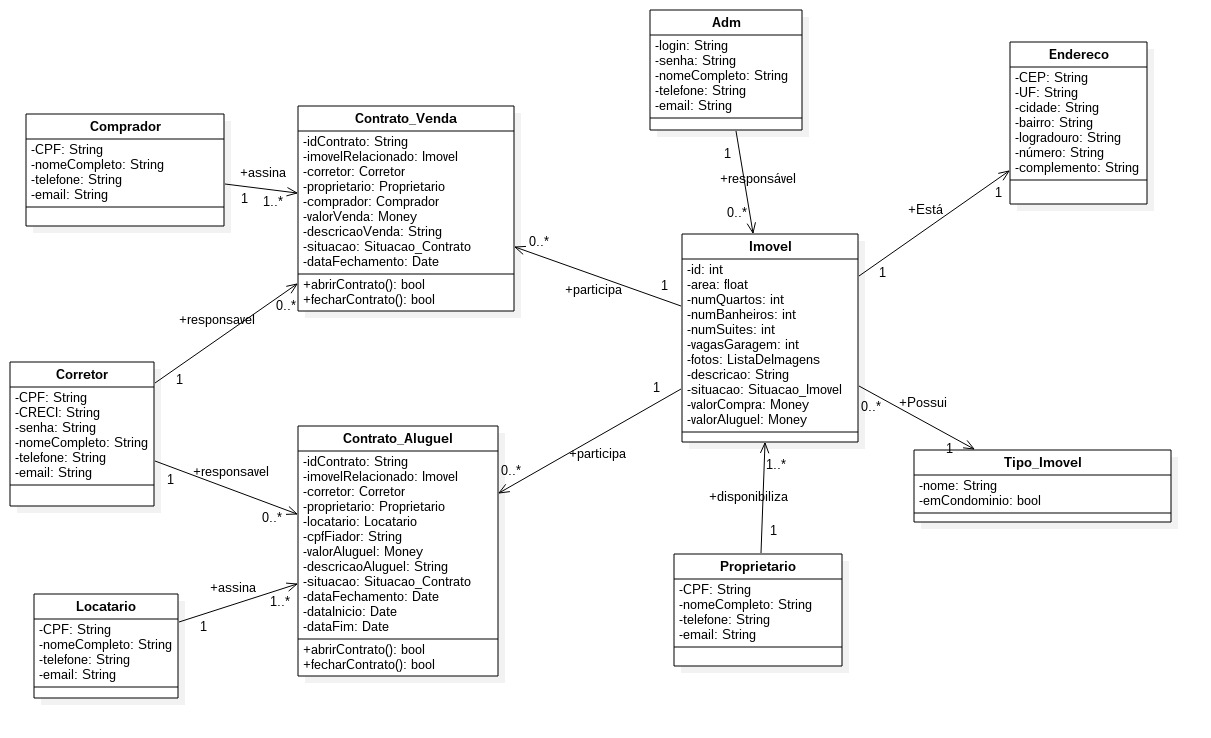 Adm
-login: String
-senha: String
-nomeCompleto: String
-telefone: String
-email: String
Endereco
-CEP: String
-UF: String
-cidade: String
-bairro: String
-logradouro: String
-número: String
-complemento: String
Comprador
-CPF: String
-nomeCompleto: String
-telefone: String
-email: String
+assina
1
1..*
Contrato_Venda
-idContrato: String
-imovelRelacionado: Imovel
-corretor: Corretor
-proprietario: Proprietario
-comprador: Comprador
-valorVenda: Money
-descricaoVenda: String
-situacao: Situacao_Contrato
-dataFechamento: Date
+abrirContrato(): bool
+fecharContrato(): bool
1
+responsável
0..*
+Está
1
1
0..*
+participa
1
Imovel
-id: int
-area: float
-numQuartos: int
-numBanheiros: int
-numSuites: int
-vagasGaragem: int
-fotos: ListaDeImagens
-descricao: String
-situacao: Situacao_Imovel
-valorCompra: Money
-valorAluguel: Money
+responsavel
0..*
1
Corretor
-CPF: String
-CRECI: String
-senha: String
-nomeCompleto: String
-telefone: String
-email: String
+responsavel
1
0..*
1
+participa
0..*
0..*
+Possui
1
Contrato_Aluguel
-idContrato: String
-imovelRelacionado: Imovel
-corretor: Corretor
-proprietario: Proprietario
-locatario: Locatario
-cpfFiador: String
-valorAluguel: Money
-descricaoAluguel: String
-situacao: Situacao_Contrato
-dataFechamento: Date
-dataInicio: Date
-dataFim: Date
+abrirContrato(): bool
+fecharContrato(): bool
Tipo_Imovel
-nome: String
-emCondominio: bool
1..*
+disponibiliza
1
Proprietario
-CPF: String
-nomeCompleto: String
-telefone: String
-email: String
+assina
1..*
1
Locatario
-CPF: String
-nomeCompleto: String
-telefone: String
-email: String